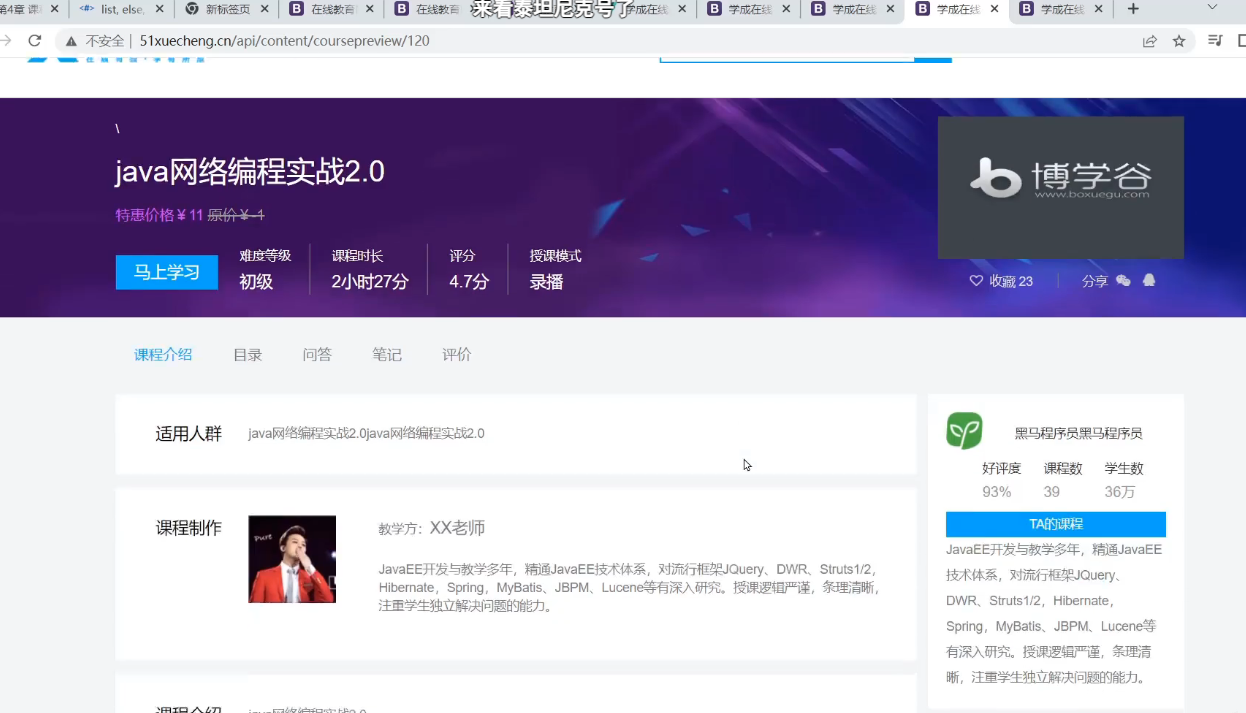 第4章 课
list, else,
新标签页
在线教育
在线教育
来着泰坦尼克号了
学成在线
学成在线
学成在线
学成在线
学成在线
不安全 | 51xuecheng.cn/api/content/coursepreview/120
\
java网络编程实战2.0
特惠价格￥11 原价￥-1
马上学习
难度等级
初级
课程时长
2小时27分
评分
4.7分
授课模式
录播
博学谷
www.boxuegu.com
收藏 23
分享
课程介绍
目录
问答
笔记
评价
适用人群
java网络编程实战2.0java网络编程实战2.0
课程制作
Pure
教学方：XX老师
JavaEE开发与教学多年，精通JavaEE技术体系，对流行框架JQuery、DWR、Struts1/2，
Hibernate，Spring，MyBatis、JBPM、Lucene等有深入研究。授课逻辑严谨，条理清晰，
注重学生独立解决问题的能力。
课程介绍
java网络编程实战2.0
黑马程序员黑马程序员
好评度 课程数 学生数
93% 39 36万
TA的课程
JavaEE开发与教学多年，精通JavaEE
技术体系，对流行框架JQuery、
DWR、Struts1/2，Hibernate，
Spring，MyBatis、JBPM、Lucene等
有深入研究。授课逻辑严谨，条理清
晰，注重学生独立解决问题的能力。